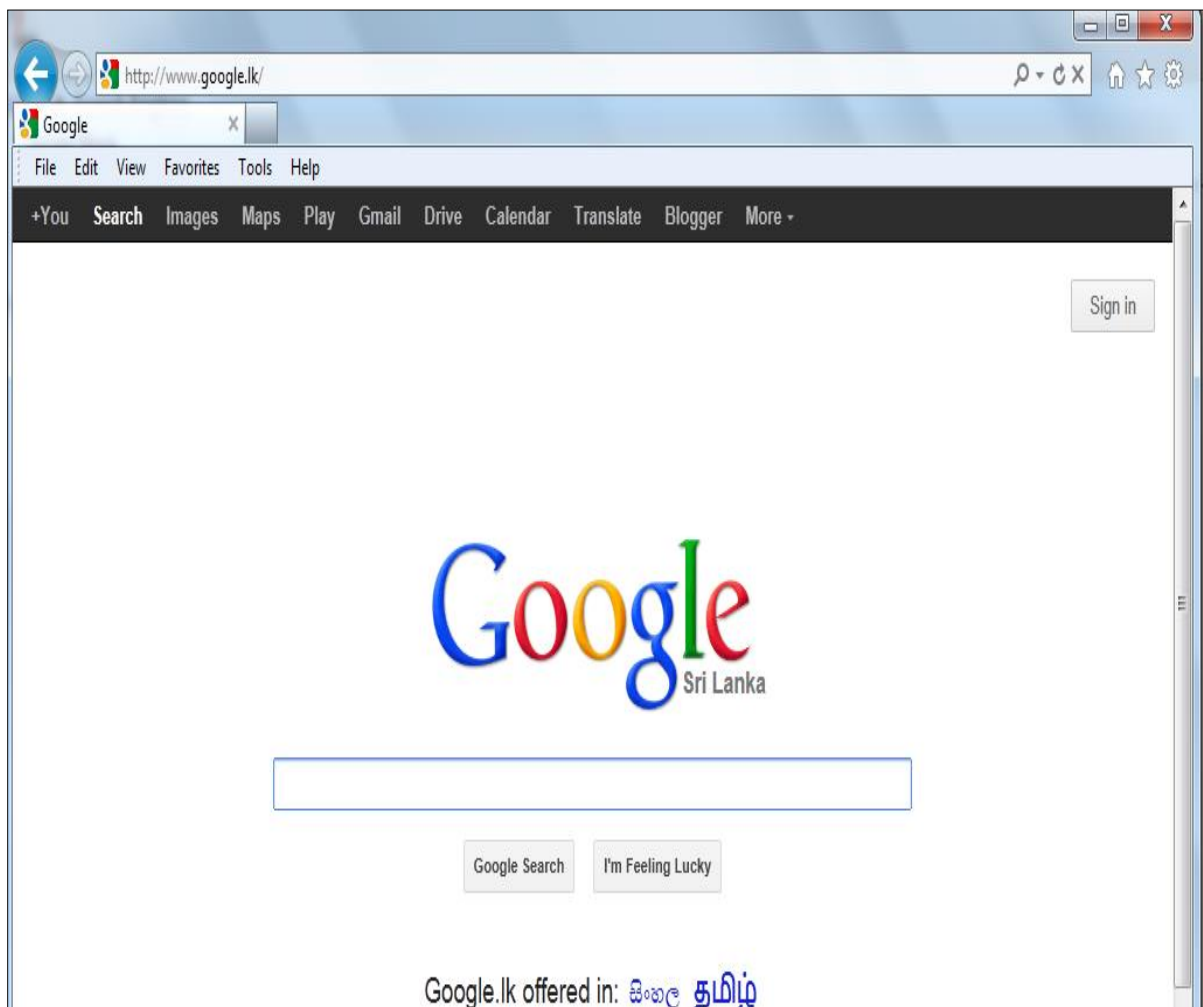 http://www.google.lk/
Google
File Edit View Favorites Tools Help
+You Search Images Maps Play Gmail Drive Calendar Translate Blogger More
Sign in
Google
Sri Lanka
Google Search I'm Feeling Lucky
Google.lk offered in: සිංහල தமிழ்